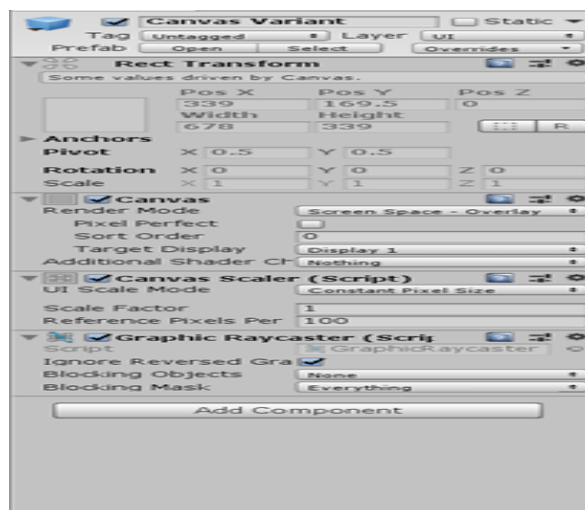 Canvas Variant Static
Tag Untagged Layer UI
Prefab Open Select Overrides
Rect Transform
Some values driven by Canvas.
Pos X Pos Y Pos Z
339 169.5 0
Width Height
678 339
R
Anchors
Pivot X 0.5 Y 0.5
Rotation X 0 Y 0 Z 0
Scale X 1 Y 1 Z 1
Canvas
Render Mode Screen Space - Overlay
Pixel Perfect
Sort Order 0
Target Display Display 1
Additional Shader Ch Nothing
Canvas Scaler (Script)
UI Scale Mode Constant Pixel Size
Scale Factor 1
Reference Pixels Per 100
Graphic Raycaster (Scrip
Script GraphicRaycaster
Ignore Reversed Gra
Blocking Objects None
Blocking Mask Everything
Add Component